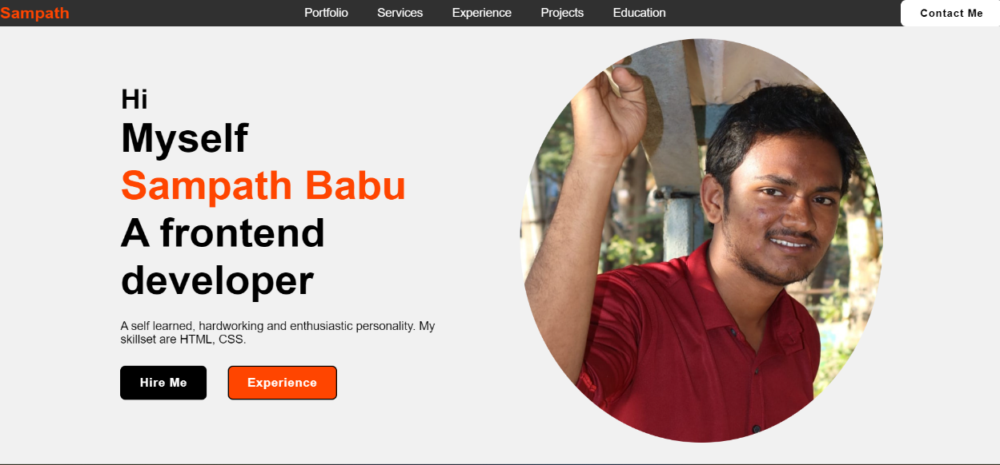 Sampath
Portfolio Services Experience Projects Education
Contact Me
Hi
Myself
Sampath Babu
A frontend
developer
A self learned, hardworking and enthusiastic personality. My
skillset are HTML, CSS.
Hire Me
Experience